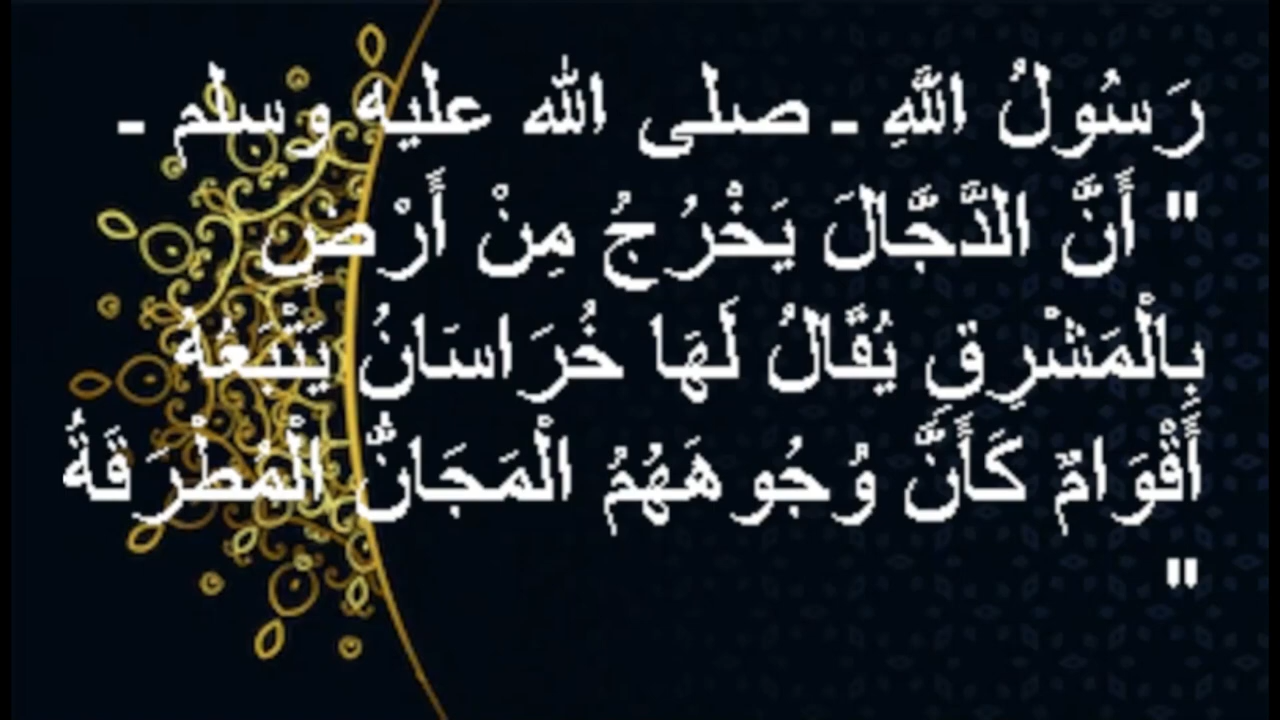 رَسُولُ اللَّهِ ـ صلى الله عليه وسلم ـ
" أَنَّ الدَّجَّالَ يَخْرُجُ مِنْ أَرْضٍ
بِالْمَشْرِقِ يُقَالُ لَهَا خُرَاسَانُ يَتْبَعُهُ
أَقْوَامٌ كَأَنَّ وُجُوهَهُمُ الْمَجَانُّ الْمُطْرَقَةُ
"